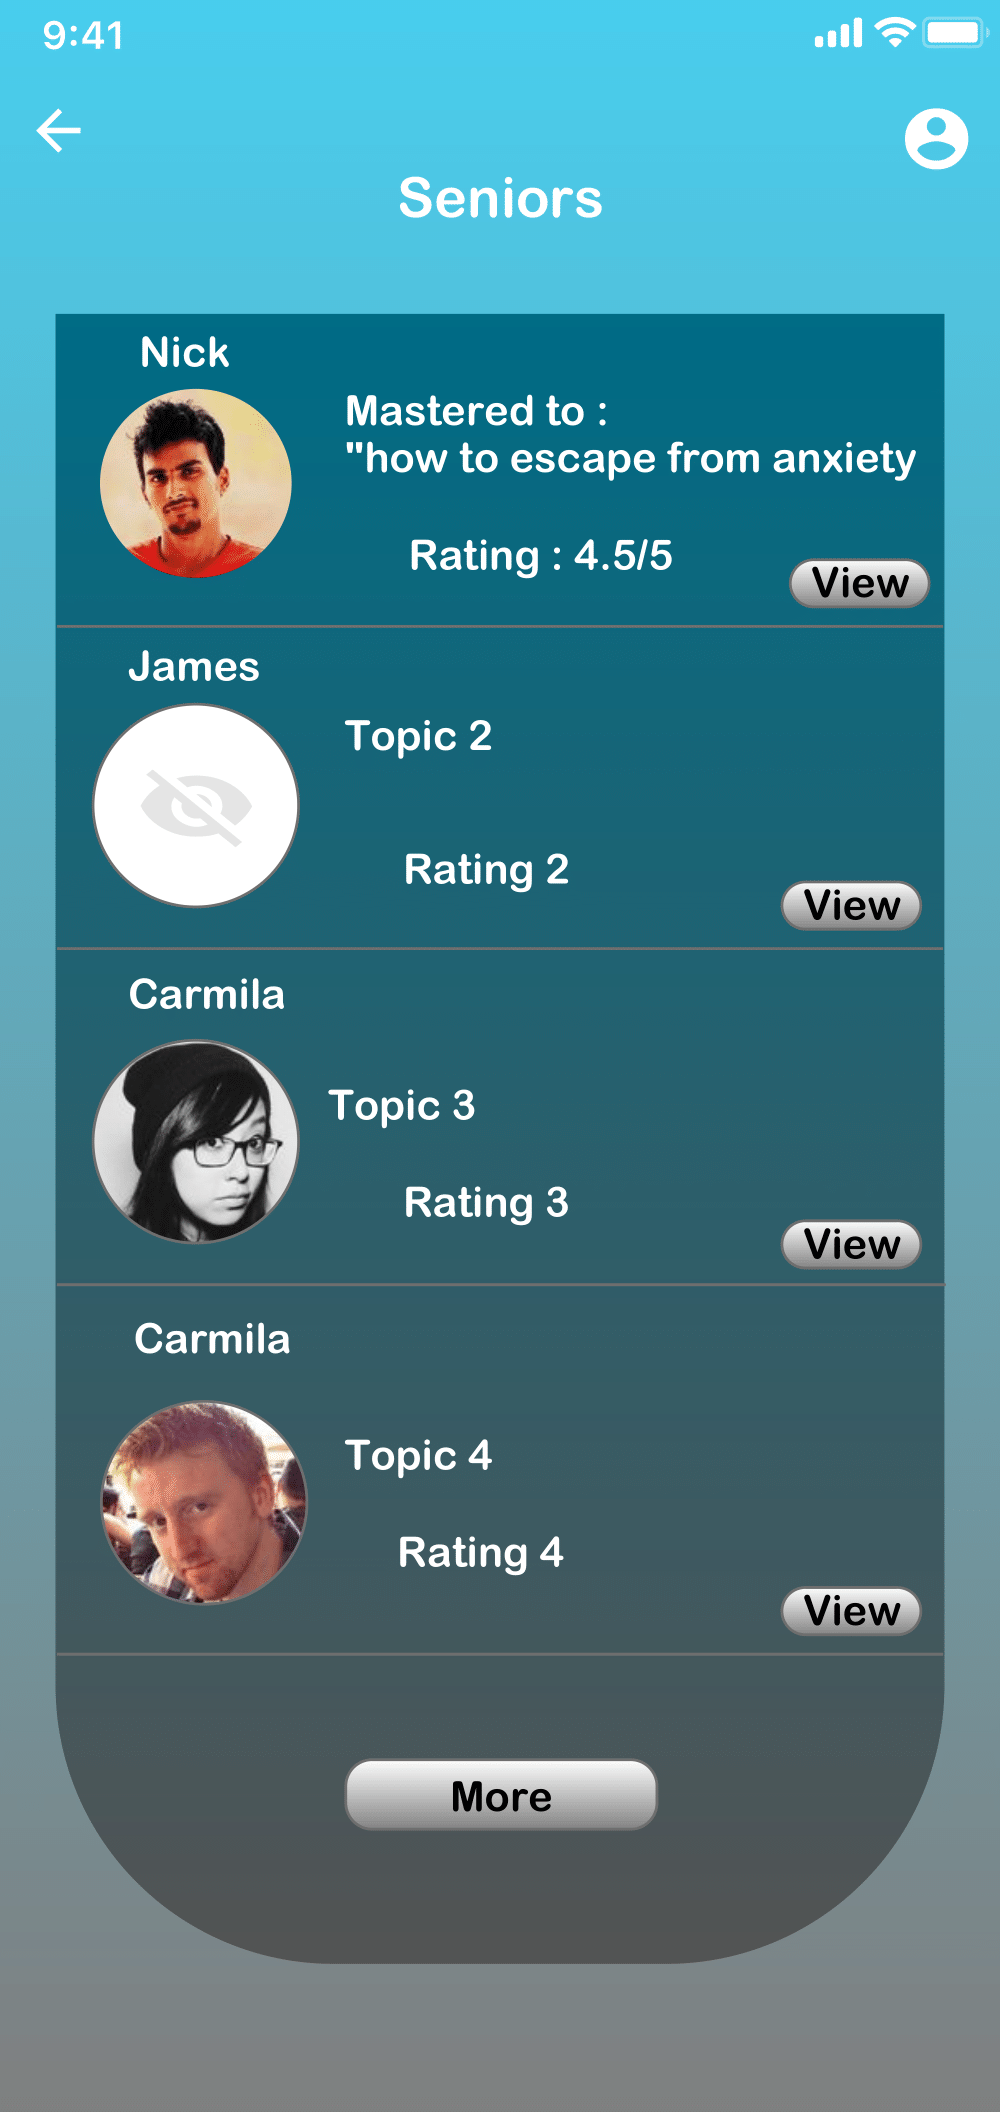 9:41
Seniors
Nick
Mastered to :
"how to escape from anxiety
Rating : 4.5/5
View
James
Topic 2
Rating 2
View
Carmila
Topic 3
Rating 3
View
Carmila
Topic 4
Rating 4
View
More